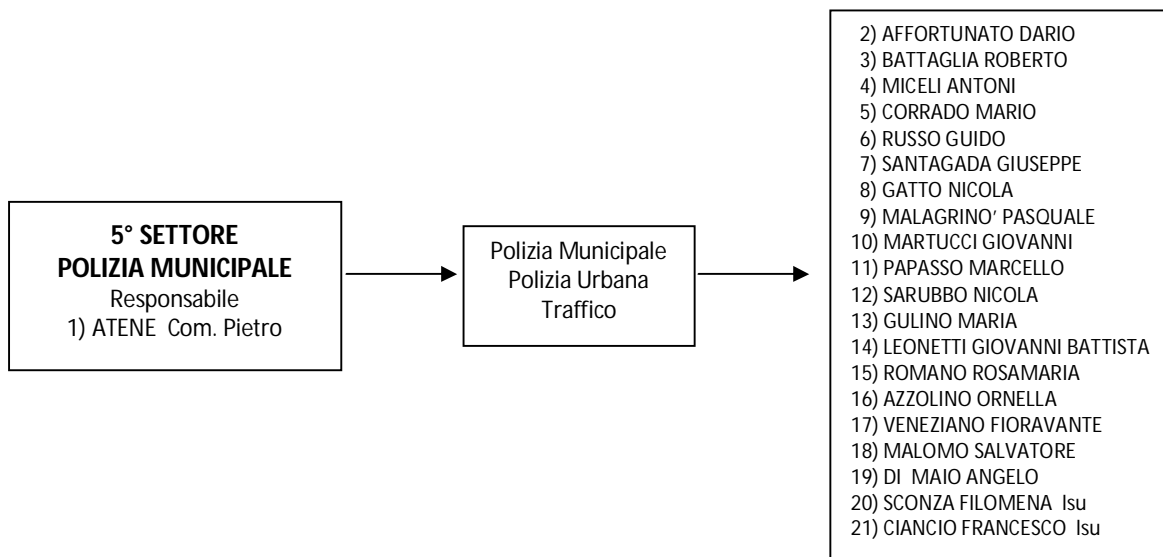 5° SETTORE
POLIZIA MUNICIPALE
Responsabile
1) ATENE Com. Pietro
Polizia Municipale
Polizia Urbana
Traffico
2) AFFORTUNATO DARIO
3) BATTAGLIA ROBERTO
4) MICELI ANTONI
5) CORRADO MARIO
6) RUSSO GUIDO
7) SANTAGADA GIUSEPPE
8) GATTO NICOLA
9) MALAGRINO' PASQUALE
10) MARTUCCI GIOVANNI
11) PAPASSO MARCELLO
12) SARUBBO NICOLA
13) GULINO MARIA
14) LEONETTI GIOVANNI BATTISTA
15) ROMANO ROSAMARIA
16) AZZOLINO ORNELLA
17) VENEZIANO FIORAVANTE
18) MALOMO SALVATORE
19) DI MAIO ANGELO
20) SCONZA FILOMENA lsu
21) CIANCIO FRANCESCO lsu